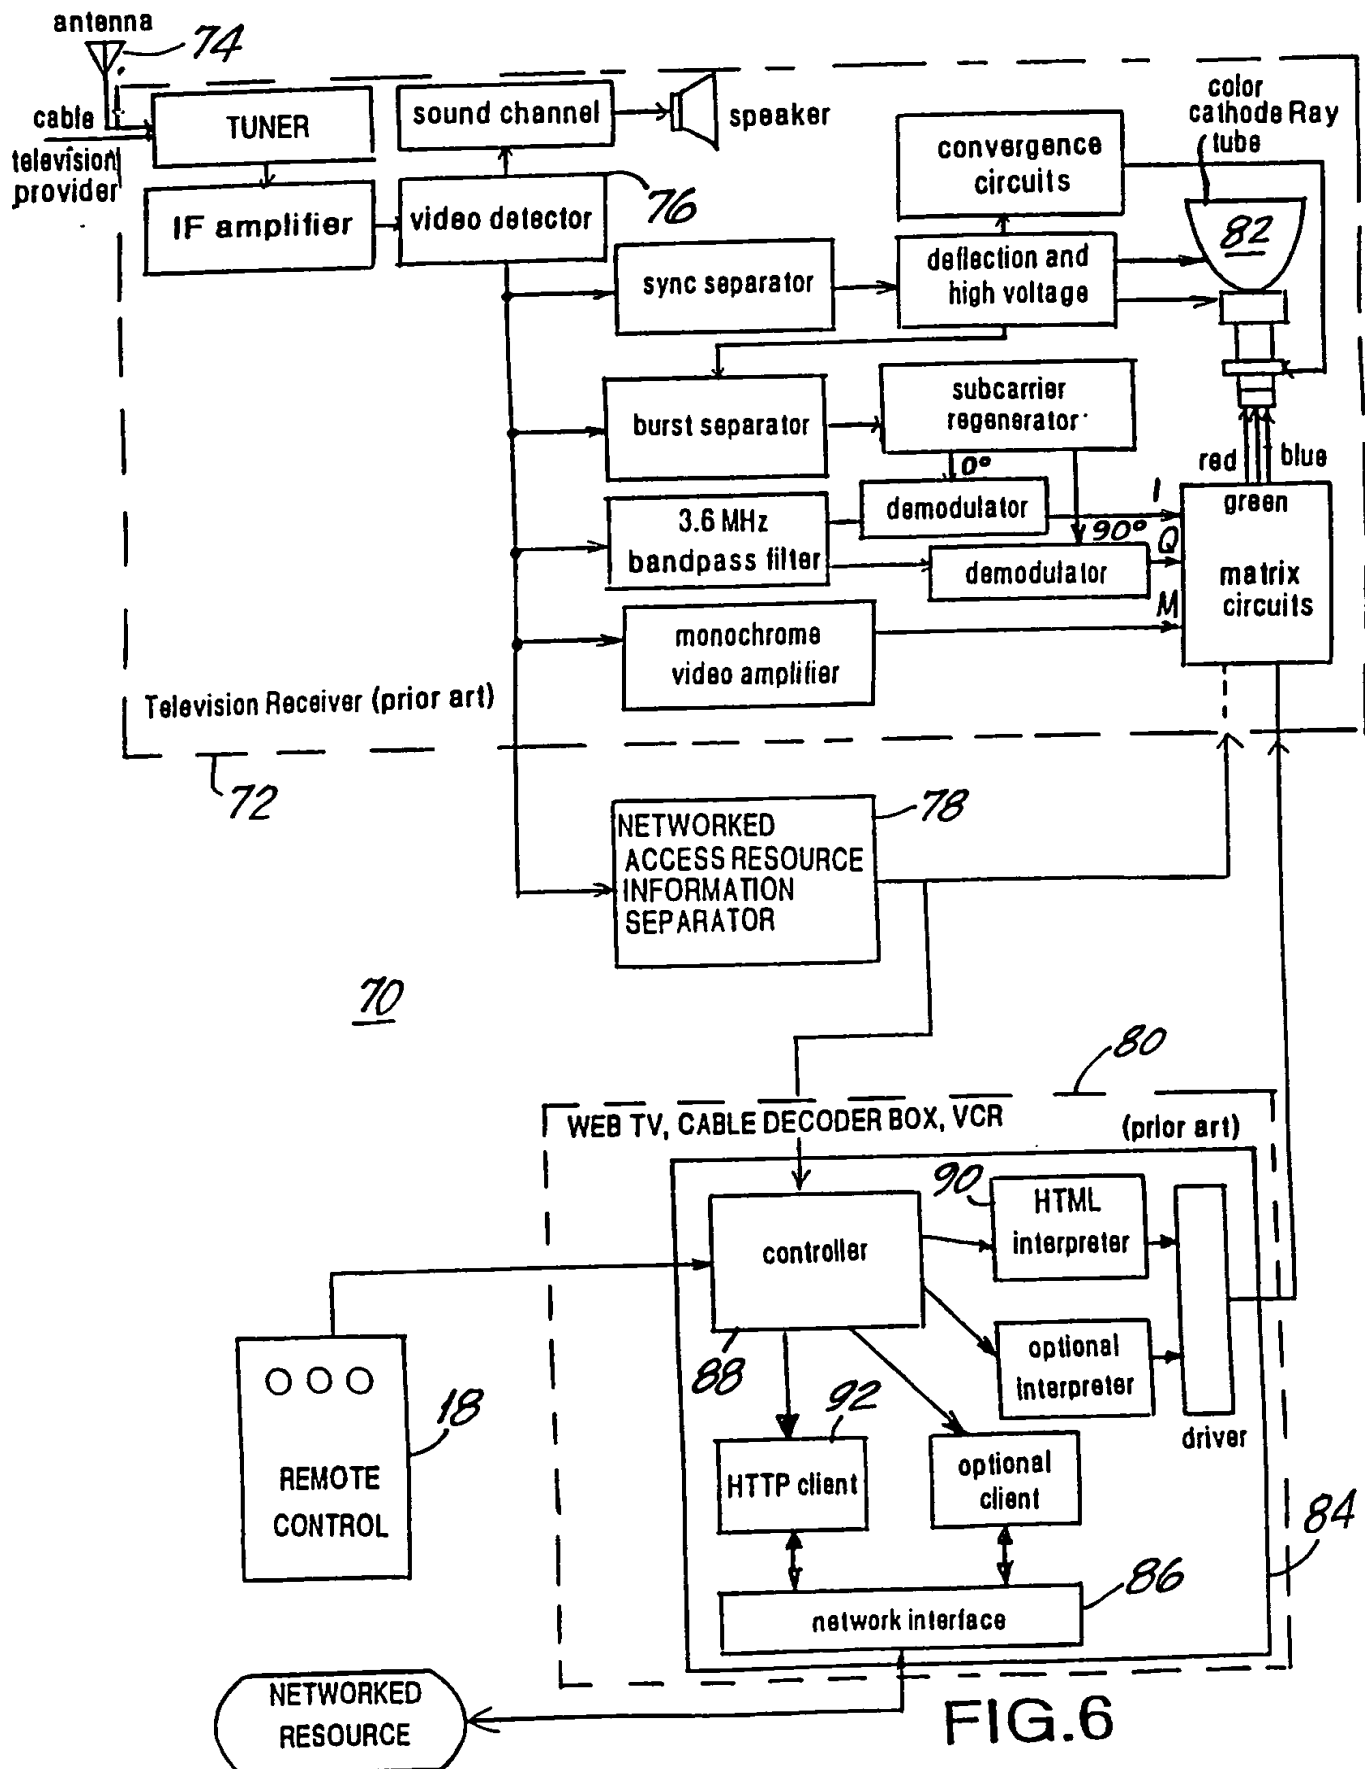 antenna
74
cable
television
provider
TUNER
sound channel
speaker
IF amplifier
video detector
76
convergence
circuits
color
cathode Ray
tube
82
sync separator
deflection and
high voltage
burst separator
subcarrier
regenerator
0°
red
blue
green
3.6 MHz
bandpass filter
demodulator
I
90°
Q
demodulator
M
matrix
circuits
monochrome
video amplifier
Television Receiver (prior art)
72
NETWORKED
ACCESS RESOURCE
INFORMATION
SEPARATOR
78
70
80
WEB TV, CABLE DECODER BOX, VCR
(prior art)
controller
88
90
HTML
interpreter
optional
interpreter
driver
92
HTTP client
optional
client
84
REMOTE
CONTROL
18
network interface
86
NETWORKED
RESOURCE
FIG.6